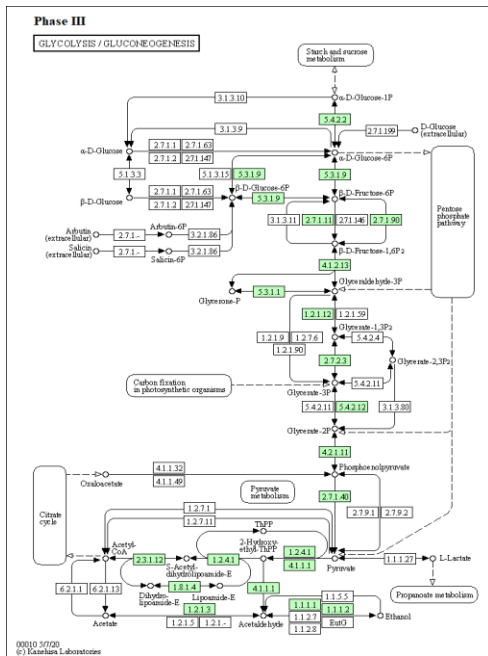 Phase III
GLYCOLYSIS / GLUCONEOGENESIS
Starch and sucrose
metabolism
3.1.3.10
α-D-Glucose-1P
5.4.2.2
3.1.3.9
2.7.1.199
D-Glucose
(extracellular)
α-D-Glucose
2.7.1.1
2.7.1.63
2.7.1.2
2.7.1.147
α-D-Glucose-6P
5.1.3.3
5.1.3.15
5.3.1.9
5.3.1.9
β-D-Glucose-6P
β-D-Fructose-6P
β-D-Glucose
2.7.1.1
2.7.1.63
2.7.1.2
2.7.1.147
5.3.1.9
Pentose
phosphate
pathway
3.1.3.11
2.7.1.11
2.7.1.146
2.7.1.90
Arbutin
(extracellular)
2.7.1.-
Arbutin-6P
3.2.1.86
Salicin
(extracellular)
2.7.1.-
Salicin-6P
3.2.1.86
β-D-Fructose-1,6P2
4.1.2.13
Glyceraldehyde-3P
Glycerone-P
5.3.1.1
1.2.1.12
1.2.1.59
Glycerate-1,3P2
1.2.1.9
1.2.7.6
1.2.1.90
5.4.2.4
2.7.2.3
Glycerate-2,3P2
Carbon fixation
in photosynthetic organisms
Glycerate-3P
5.4.2.11
5.4.2.11
5.4.2.12
3.1.3.80
Glycerate-2P
4.2.1.11
4.1.1.32
4.1.1.49
Oxaloacetate
Phosphoenolpyruvate
Pyruvate
metabolism
2.7.1.40
Citrate
cycle
1.2.7.1
1.2.7.11
2.7.9.1
2.7.9.2
ThPP
Acetyl-
CoA
2-Hydroxy-
ethyl-ThPP
2.3.1.12
1.2.4.1
1.2.4.1
4.1.1.1
S-Acetyl-
dihydrolipoamide-E
Pyruvate
1.1.1.27
L-Lactate
6.2.1.1
6.2.1.13
Dihydro-
lipoamide-E
1.8.1.4
Lipoamide-E
4.1.1.1
Propanoate metabolism
1.2.1.3
1.1.1.1
1.1.5.5
1.1.1.2
Acetate
1.2.1.5
1.2.1.-
Acetaldehyde
1.1.2.7
EutG
1.1.2.8
Ethanol
00010 5/7/20
(c) Kanehisa Laboratories